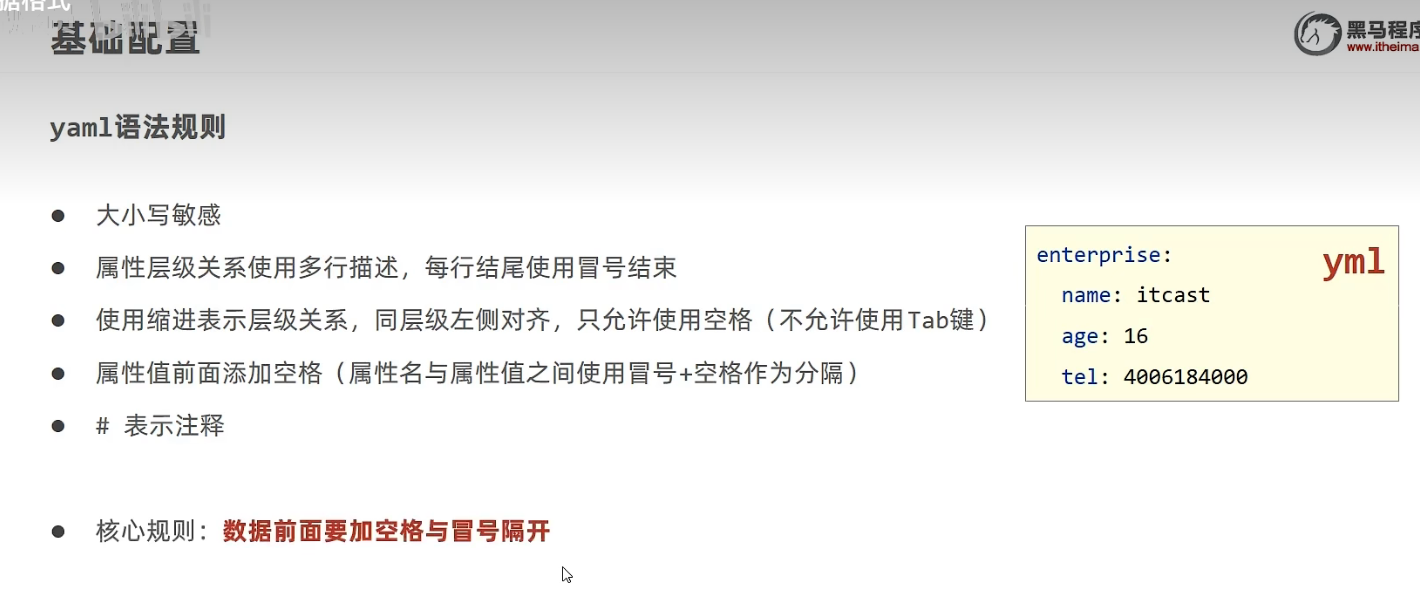 据格式
基础配置
黑马程序
www.itheima
yaml语法规则
● 大小写敏感
● 属性层级关系使用多行描述，每行结尾使用冒号结束
● 使用缩进表示层级关系，同层级左侧对齐，只允许使用空格（不允许使用Tab键）
● 属性值前面添加空格（属性名与属性值之间使用冒号+空格作为分隔）
● # 表示注释
● 核心规则：数据前面要加空格与冒号隔开
yml
enterprise:
name: itcast
age: 16
tel: 4006184000